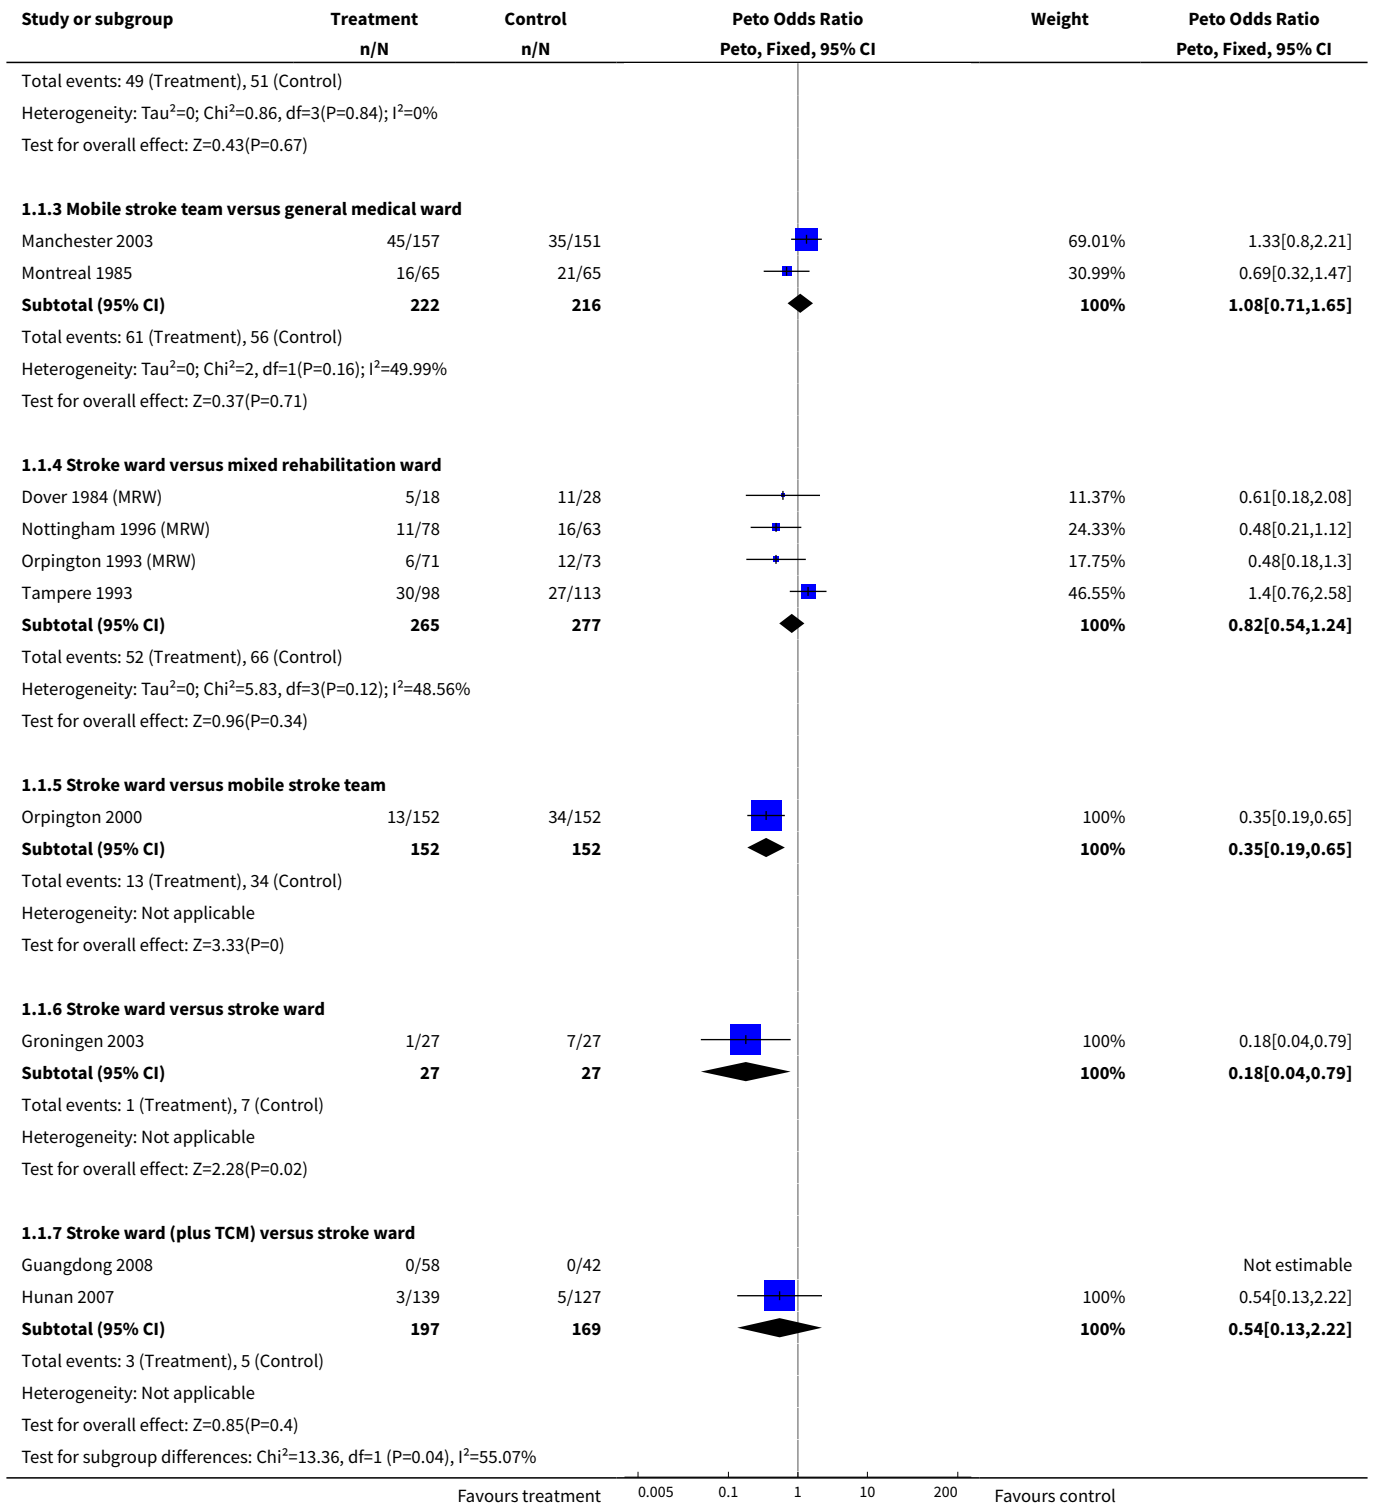 Study or subgroup Treatment Control Peto Odds Ratio Weight Peto Odds Ratio
n/N n/N Peto, Fixed, 95% CI Peto, Fixed, 95% CI
Total events: 49 (Treatment), 51 (Control)
Heterogeneity: Tau²=0; Chi²=0.86, df=3(P=0.84); I²=0%
Test for overall effect: Z=0.43(P=0.67)
1.1.3 Mobile stroke team versus general medical ward
Manchester 2003 45/157 35/151 69.01% 1.33[0.8,2.21]
Montreal 1985 16/65 21/65 30.99% 0.69[0.32,1.47]
Subtotal (95% CI) 222 216 100% 1.08[0.71,1.65]
Total events: 61 (Treatment), 56 (Control)
Heterogeneity: Tau²=0; Chi²=2, df=1(P=0.16); I²=49.99%
Test for overall effect: Z=0.37(P=0.71)
1.1.4 Stroke ward versus mixed rehabilitation ward
Dover 1984 (MRW) 5/18 11/28 11.37% 0.61[0.18,2.08]
Nottingham 1996 (MRW) 11/78 16/63 24.33% 0.48[0.21,1.12]
Orpington 1993 (MRW) 6/71 12/73 17.75% 0.48[0.18,1.3]
Tampere 1993 30/98 27/113 46.55% 1.4[0.76,2.58]
Subtotal (95% CI) 265 277 100% 0.82[0.54,1.24]
Total events: 52 (Treatment), 66 (Control)
Heterogeneity: Tau²=0; Chi²=5.83, df=3(P=0.12); I²=48.56%
Test for overall effect: Z=0.96(P=0.34)
1.1.5 Stroke ward versus mobile stroke team
Orpington 2000 13/152 34/152 100% 0.35[0.19,0.65]
Subtotal (95% CI) 152 152 100% 0.35[0.19,0.65]
Total events: 13 (Treatment), 34 (Control)
Heterogeneity: Not applicable
Test for overall effect: Z=3.33(P=0)
1.1.6 Stroke ward versus stroke ward
Groningen 2003 1/27 7/27 100% 0.18[0.04,0.79]
Subtotal (95% CI) 27 27 100% 0.18[0.04,0.79]
Total events: 1 (Treatment), 7 (Control)
Heterogeneity: Not applicable
Test for overall effect: Z=2.28(P=0.02)
1.1.7 Stroke ward (plus TCM) versus stroke ward
Guangdong 2008 0/58 0/42 Not estimable
Hunan 2007 3/139 5/127 100% 0.54[0.13,2.22]
Subtotal (95% CI) 197 169 100% 0.54[0.13,2.22]
Total events: 3 (Treatment), 5 (Control)
Heterogeneity: Not applicable
Test for overall effect: Z=0.85(P=0.4)
Test for subgroup differences: Chi²=13.36, df=1 (P=0.04), I²=55.07%
Favours treatment 0.005 0.1 1 10 200 Favours control